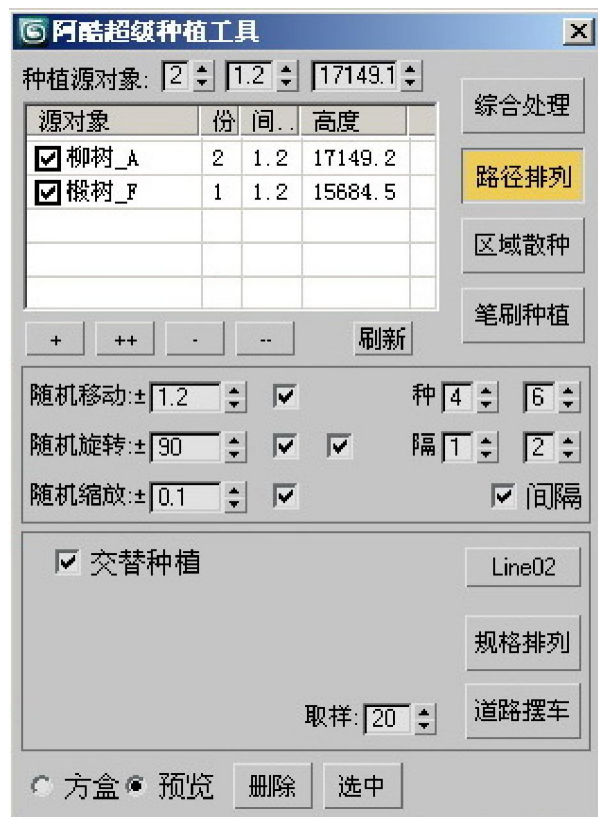 阿酷超级种植工具
种植源对象: 2 1.2 17149.1
综合处理
源对象 份 间.. 高度
柳树_A 2 1.2 17149.2
路径排列
椴树_F 1 1.2 15684.5
区域散种
笔刷种植
+ ++ - -- 刷新
随机移动:± 1.2 种 4 6
随机旋转:± 90 隔 1 2
随机缩放:± 0.1 间隔
交替种植 Line02
规格排列
取样: 20 道路摆车
方盒 预览 删除 选中